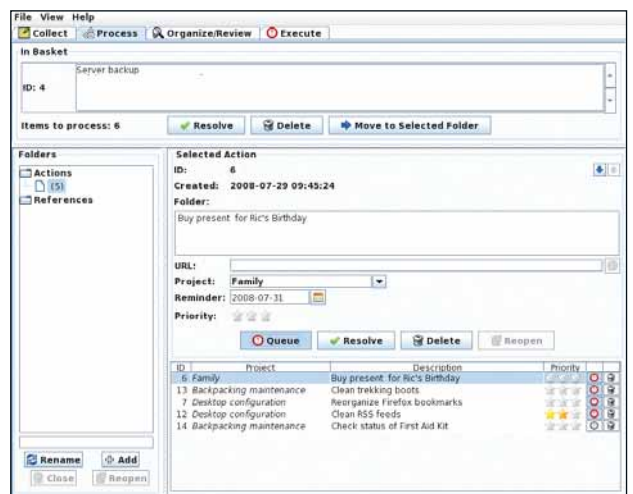 File View Help
Collect Process Organize/Review Execute
In Basket
Server backup
ID: 4
Items to process: 6 Resolve Delete Move to Selected Folder
Folders
Actions
(5)
References
Rename Add
Close Reopen
Selected Action
ID: 6
Created: 2008-07-29 09:45:24
Folder:
Buy present for Ric's Birthday
URL:
Project: Family
Reminder: 2008-07-31
Priority:
Queue Resolve Delete Reopen
ID Project Description Priority
6 Family Buy present for Ric's Birthday
13 Backpacking maintenance Clean trekking boots
7 Desktop configuration Reorganize Firefox bookmarks
12 Desktop configuration Clean RSS feeds
14 Backpacking maintenance Check status of First Aid Kit